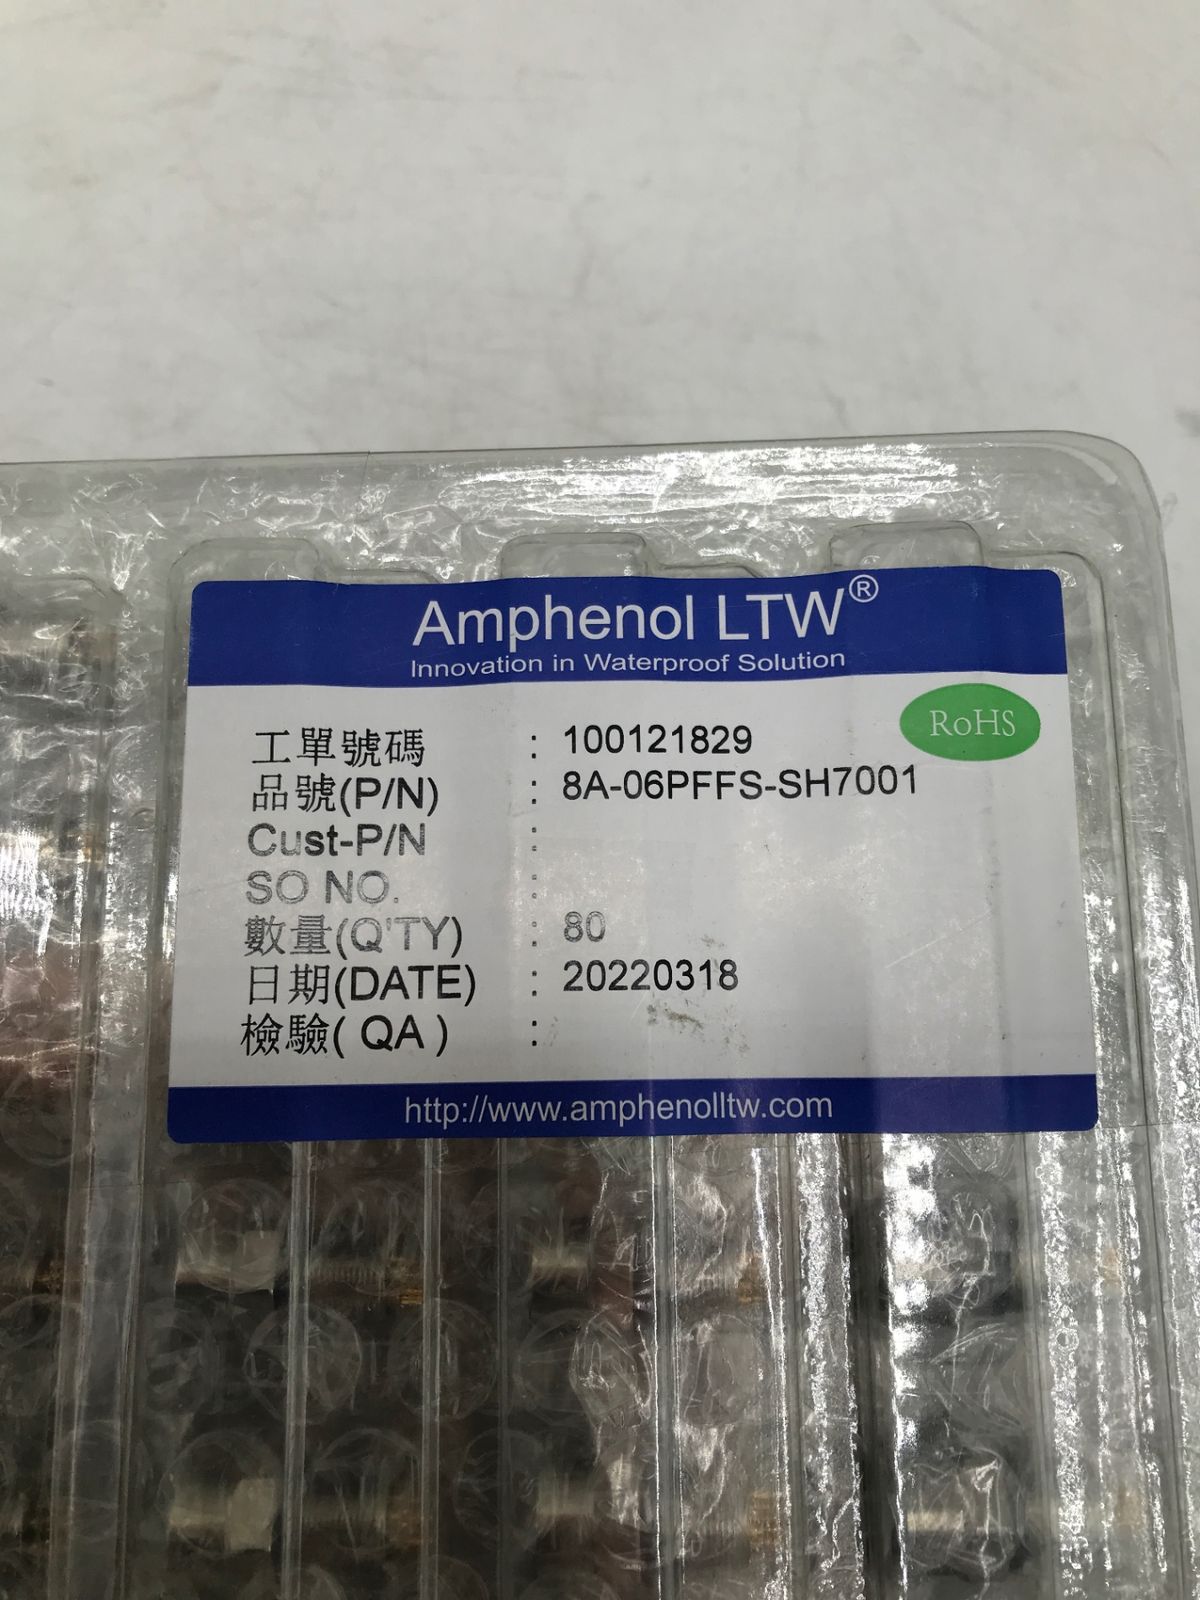 Amphenol LTW®
Innovation in Waterproof Solution
RoHS
工單號碼 : 100121829
品號(P/N) : 8A-06PFFS-SH7001
Cust-P/N :
SO NO. :
數量(Q'TY) : 80
日期(DATE) : 20220318
檢驗( QA ) :
http://www.amphenolltw.com